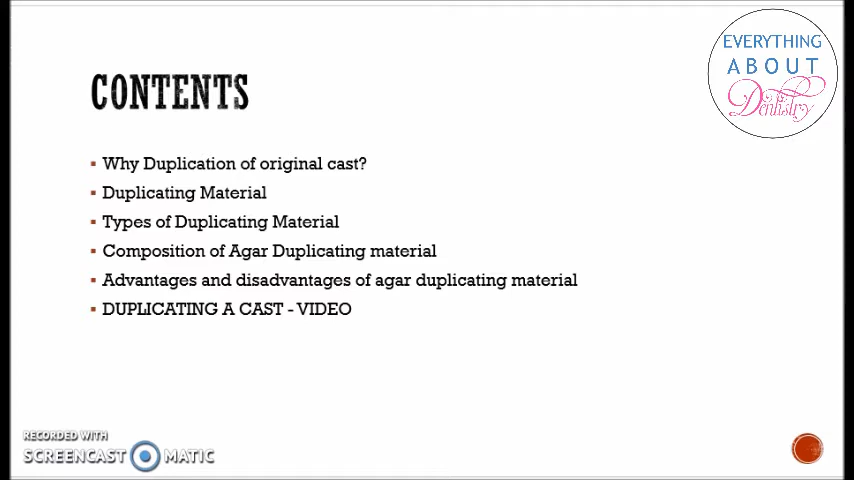 EVERYTHING
ABOUT
Dentistry
CONTENTS
▪ Why Duplication of original cast?
▪ Duplicating Material
▪ Types of Duplicating Material
▪ Composition of Agar Duplicating material
▪ Advantages and disadvantages of agar duplicating material
▪ DUPLICATING A CAST - VIDEO
RECORDED WITH
SCREENCAST MATIC